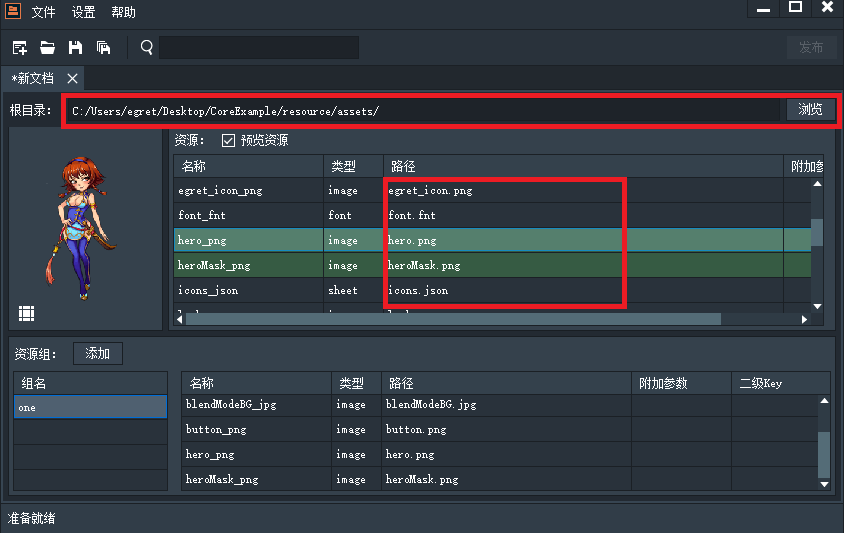 文件 设置 帮助
发布
*新文档
根目录: C:/Users/egret/Desktop/CoreExample/resource/assets/ 浏览
资源: 预览资源
名称 类型 路径 附加参
egret_icon_png image egret_icon.png
font_fnt font font.fnt
hero_png image hero.png
heroMask_png image heroMask.png
icons_json sheet icons.json
资源组: 添加
组名
one
名称 类型 路径 附加参数 二级Key
blendModeBG_jpg image blendModeBG.jpg
button_png image button.png
hero_png image hero.png
heroMask_png image heroMask.png
准备就绪